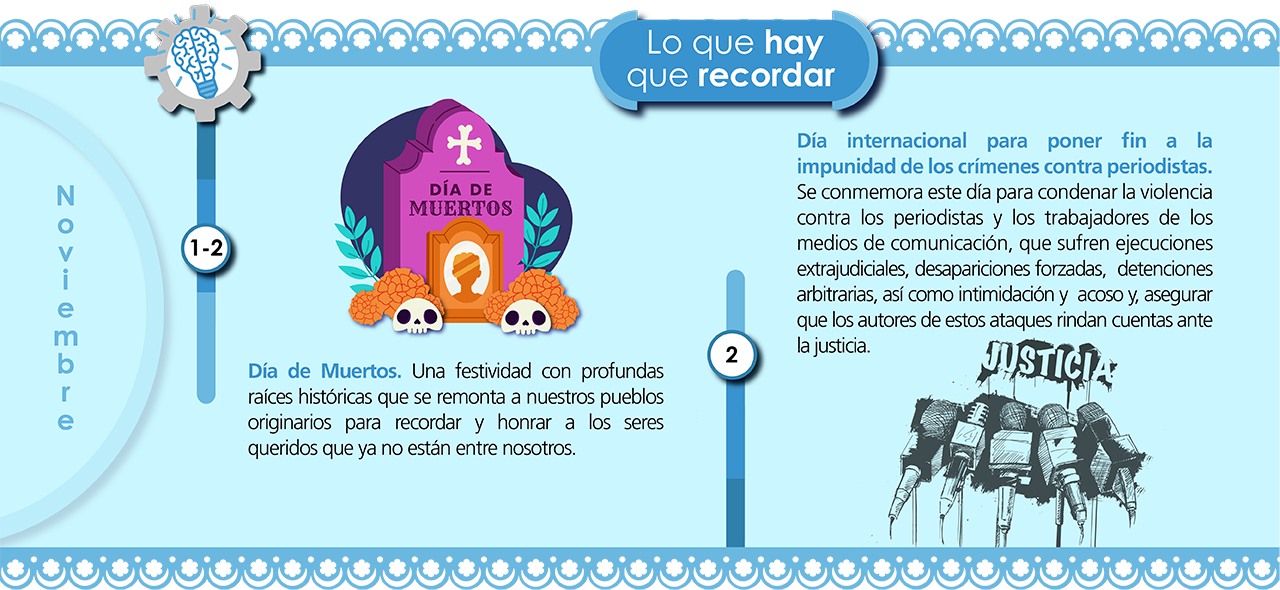 Lo que hay
que recordar
Noviembre
1-2
DÍA DE
MUERTOS
Día de Muertos. Una festividad con profundas
raíces históricas que se remonta a nuestros pueblos
originarios para recordar y honrar a los seres
queridos que ya no están entre nosotros.
2
Día internacional para poner fin a la
impunidad de los crímenes contra periodistas.
Se conmemora este día para condenar la violencia
contra los periodistas y los trabajadores de los
medios de comunicación, que sufren ejecuciones
extrajudiciales, desapariciones forzadas, detenciones
arbitrarias, así como intimidación y acoso y, asegurar
que los autores de estos ataques rindan cuentas ante
la justicia.
JUSTICIA